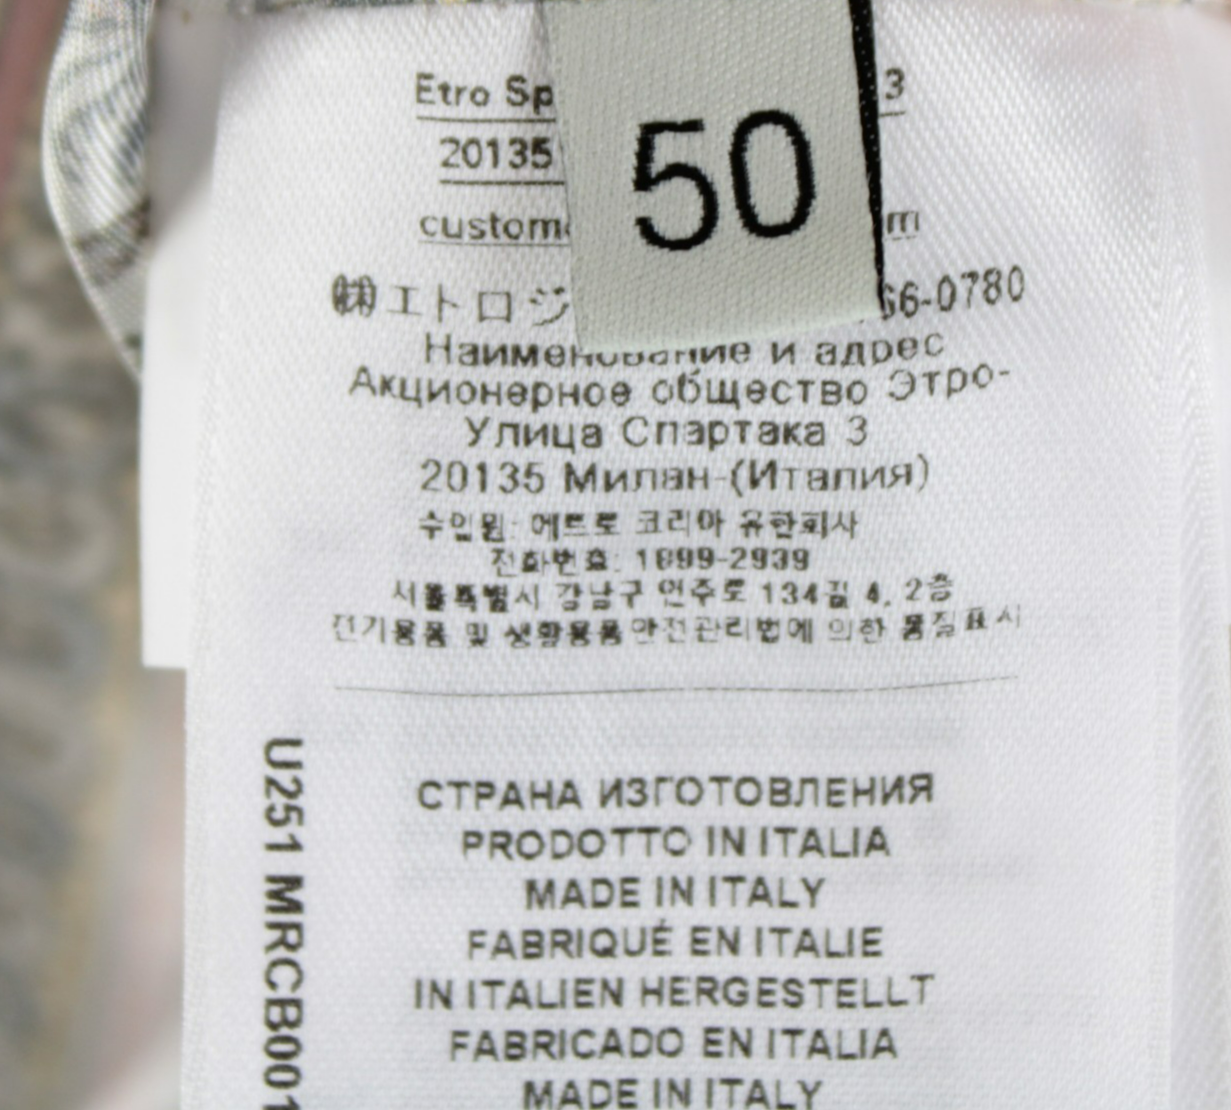 Etro Sp 3
20135
custom m
50
㈱エトロジ 66-0780
Наименование и адрес
Акционерное общество Этро-
Улица Спартака 3
20135 Милан-(Италия)
수입원: 에트로 코리아 유한회사
전화번호: 1899-2939
서울특별시 강남구 언주로 134길 4, 2층
전기용품 및 생활용품안전관리법에 의한 품질표시
СТРАНА ИЗГОТОВЛЕНИЯ
PRODOTTO IN ITALIA
MADE IN ITALY
FABRIQUÉ EN ITALIE
IN ITALIEN HERGESTELLT
FABRICADO EN ITALIA
MADE IN ITALY
U251 MRCB001